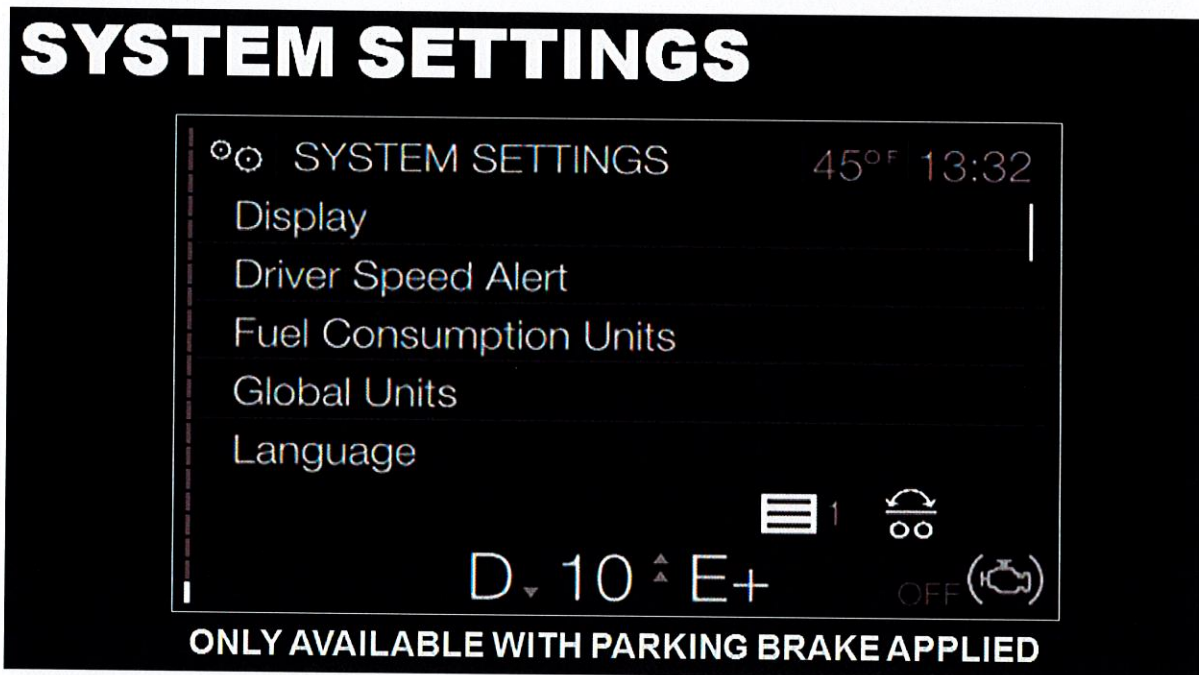 SYSTEM SETTINGS
SYSTEM SETTINGS 45°F 13:32
Display
Driver Speed Alert
Fuel Consumption Units
Global Units
Language
1
D 10 E+ OFF
ONLY AVAILABLE WITH PARKING BRAKE APPLIED